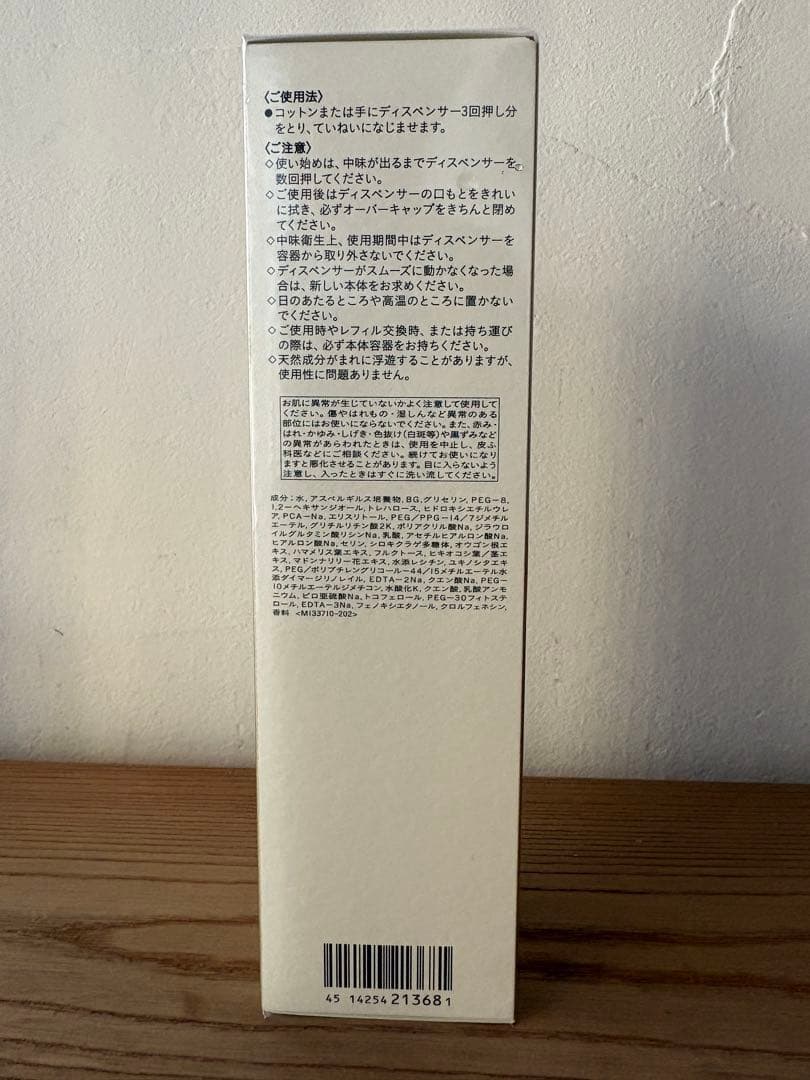 〈ご使用法〉
●コットンまたは手にディスペンサー3回押し分
をとり、ていねいになじませます。
〈ご注意〉
◇使い始めは、中味が出るまでディスペンサーを
数回押してください。
◇ご使用後はディスペンサーの口もとをきれい
に拭き、必ずオーバーキャップをきちんと閉め
てください。
◇中味衛生上、使用期間中はディスペンサーを
容器から取り外さないでください。
◇ディスペンサーがスムーズに動かなくなった場
合は、新しい本体をお求めください。
◇日のあたるところや高温のところに置かない
でください。
◇ご使用時やレフィル交換時、または持ち運び
の際は、必ず本体容器をお持ちください。
◇天然成分がまれに浮遊することがありますが、
使用性に問題ありません。
お肌に異常が生じていないかよく注意して使用して
ください。傷やはれもの・湿しんなど異常のある
部位にはお使いにならないでください。また、赤み・
はれ・かゆみ・しげき・色抜け(白斑等)や黒ずみなど
の異常があらわれたときは、使用を中止し、皮ふ
科医などにご相談ください。続けてお使いになり
ますと悪化させることがあります。目に入らないよう
注意し、入ったときはすぐに洗い流してください。
成分:水,アスペルギルス培養物,BG,グリセリン,PEG-8,
1,2-ヘキサンジオール,トレハロース,ヒドロキシエチルウレ
ア,PCA-Na,エリスリトール,PEG/PPG-14/7ジメチル
エーテル,グリチルリチン酸2K,ポリアクリル酸Na,ジラウロ
イルグルタミン酸リシンNa,乳酸,アセチルヒアルロン酸Na,
ヒアルロン酸Na,セリン,シロキクラゲ多糖体,オウゴン根エ
キス,ハマメリス葉エキス,フルクトース,ヒキオコシ葉/茎エ
キス,マドンナリリー花エキス,水添レシチン,ユキノシタエキ
ス,PEG/ポリブチレングリコール-44/15メチルエーテル水
添ダイマージリノレイル,EDTA-2Na,クエン酸Na,PEG-
10メチルエーテルジメチコン,水酸化K,クエン酸,乳酸アンモ
ニウム,ピロ亜硫酸Na,トコフェロール,PEG-30フィトステ
ロール,EDTA-3Na,フェノキシエタノール,クロルフェネシン,
香料 <MI33710-202>
45 14254 213681